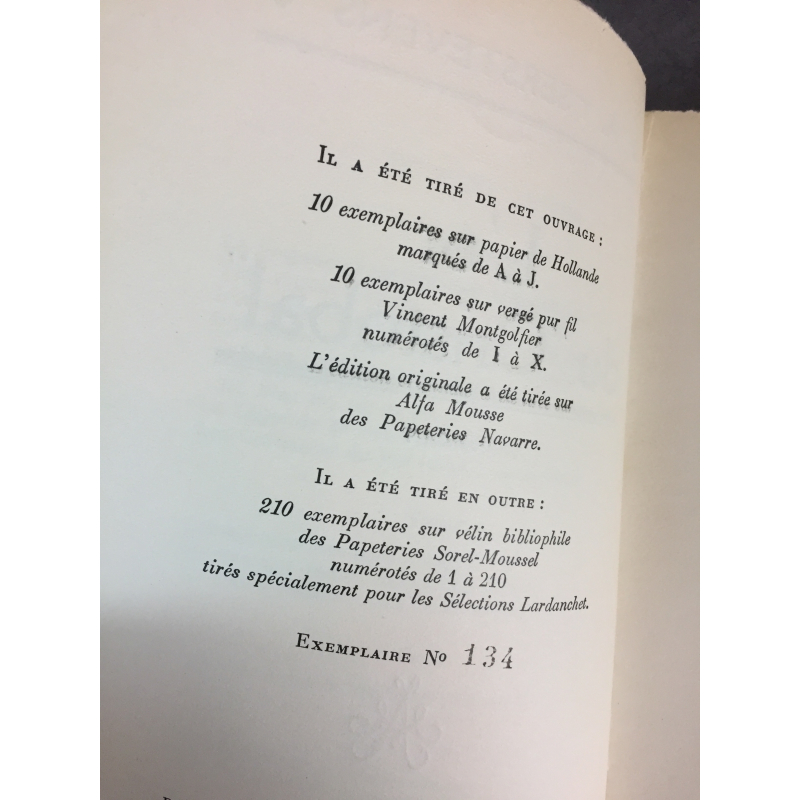 IL A ÉTÉ TIRÉ DE CET OUVRAGE :
10 exemplaires sur papier de Hollande
marqués de A à J.
10 exemplaires sur vergé pur fil
Vincent Montgolfier
numérotés de I à X.
L'édition originale a été tirée sur
Alfa Mousse
des Papeteries Navarre.
IL A ÉTÉ TIRÉ EN OUTRE :
210 exemplaires sur vélin bibliophile
des Papeteries Sorel-Moussel
numérotés de 1 à 210
tirés spécialement pour les Sélections Lardanchet.
EXEMPLAIRE No 134